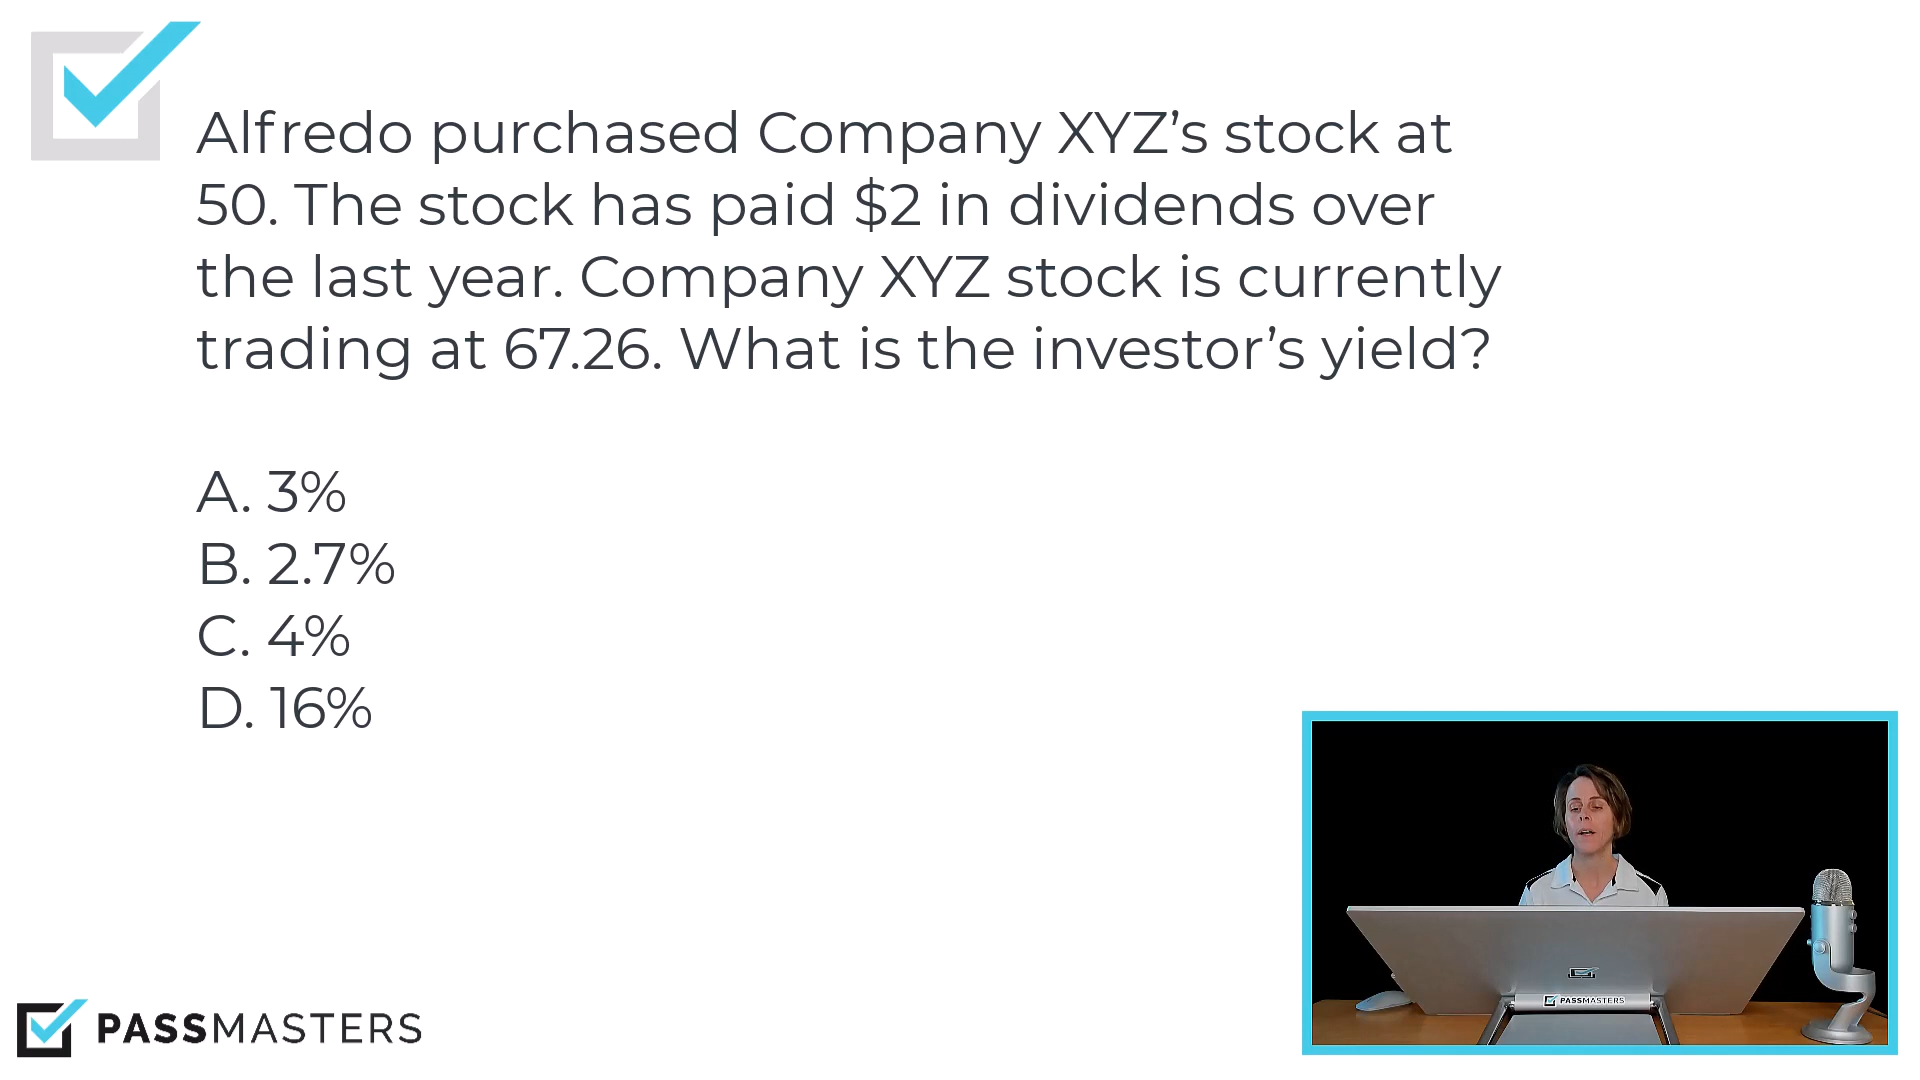 Alfredo purchased Company XYZ’s stock at
50. The stock has paid $2 in dividends over
the last year. Company XYZ stock is currently
trading at 67.26. What is the investor’s yield?
A. 3%
B. 2.7%
C. 4%
D. 16%
PASSMASTERS
PASSMASTERS